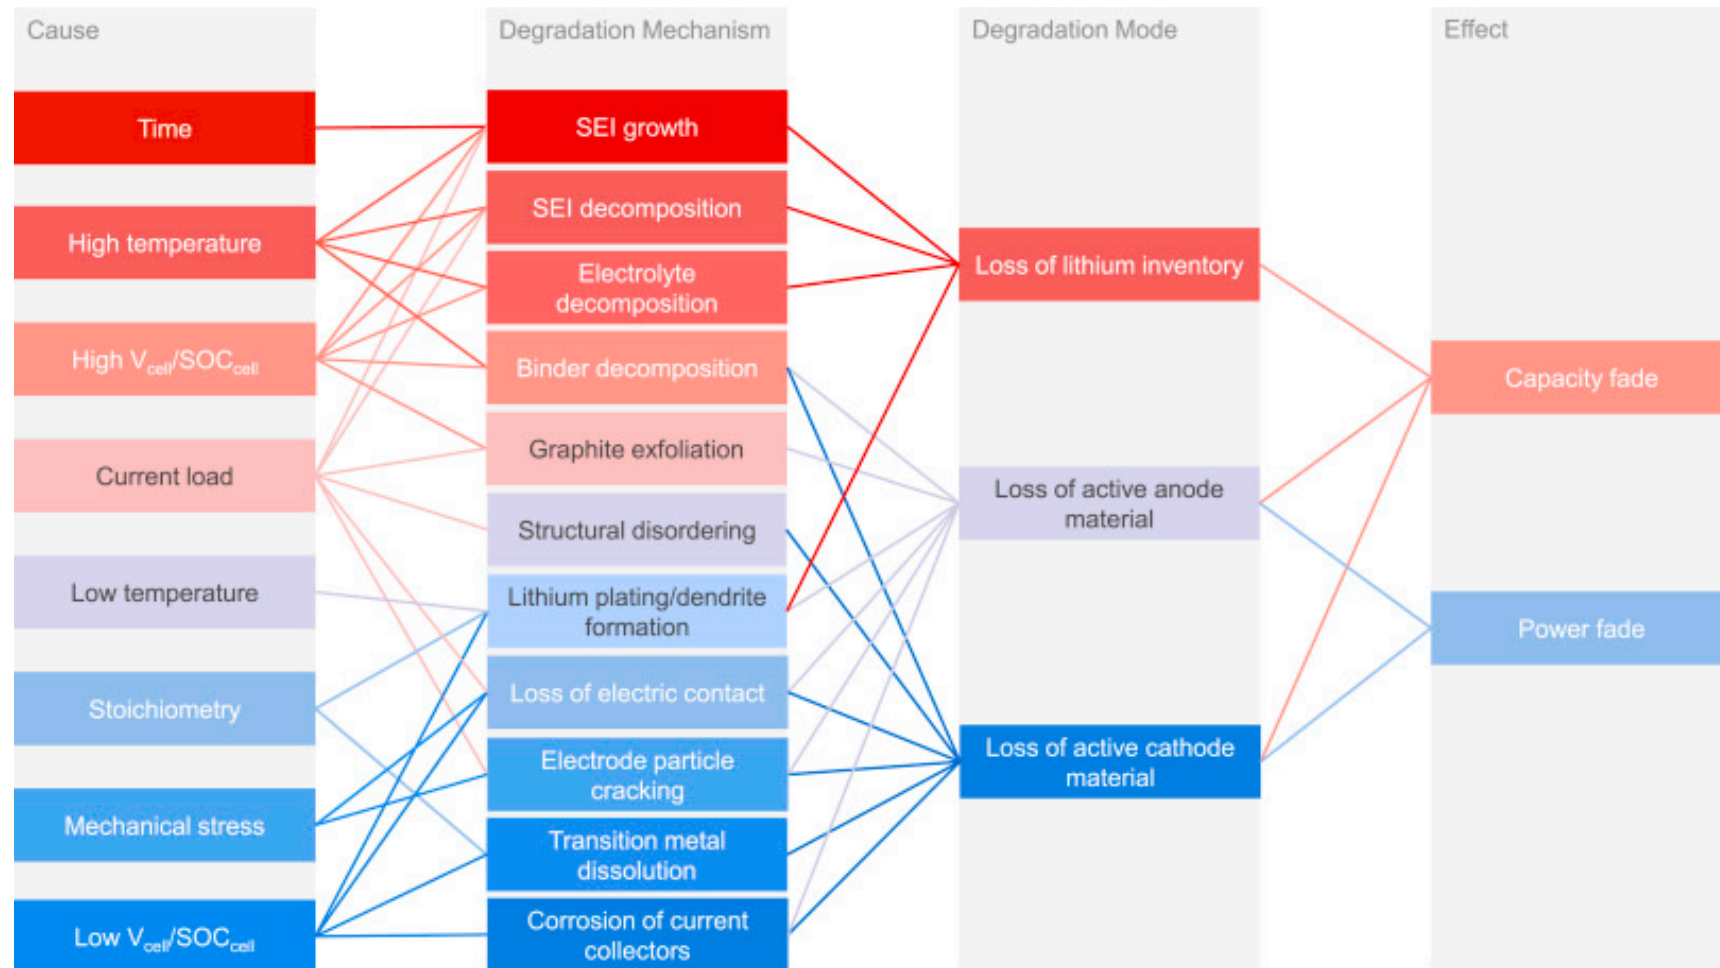 Cause
Degradation Mechanism
Degradation Mode
Effect
Time
High temperature
High Vcell/SOCcell
Current load
Low temperature
Stoichiometry
Mechanical stress
Low Vcell/SOCcell
SEI growth
SEI decomposition
Electrolyte
decomposition
Binder decomposition
Graphite exfoliation
Structural disordering
Lithium plating/dendrite
formation
Loss of electric contact
Electrode particle
cracking
Transition metal
dissolution
Corrosion of current
collectors
Loss of lithium inventory
Loss of active anode
material
Loss of active cathode
material
Capacity fade
Power fade